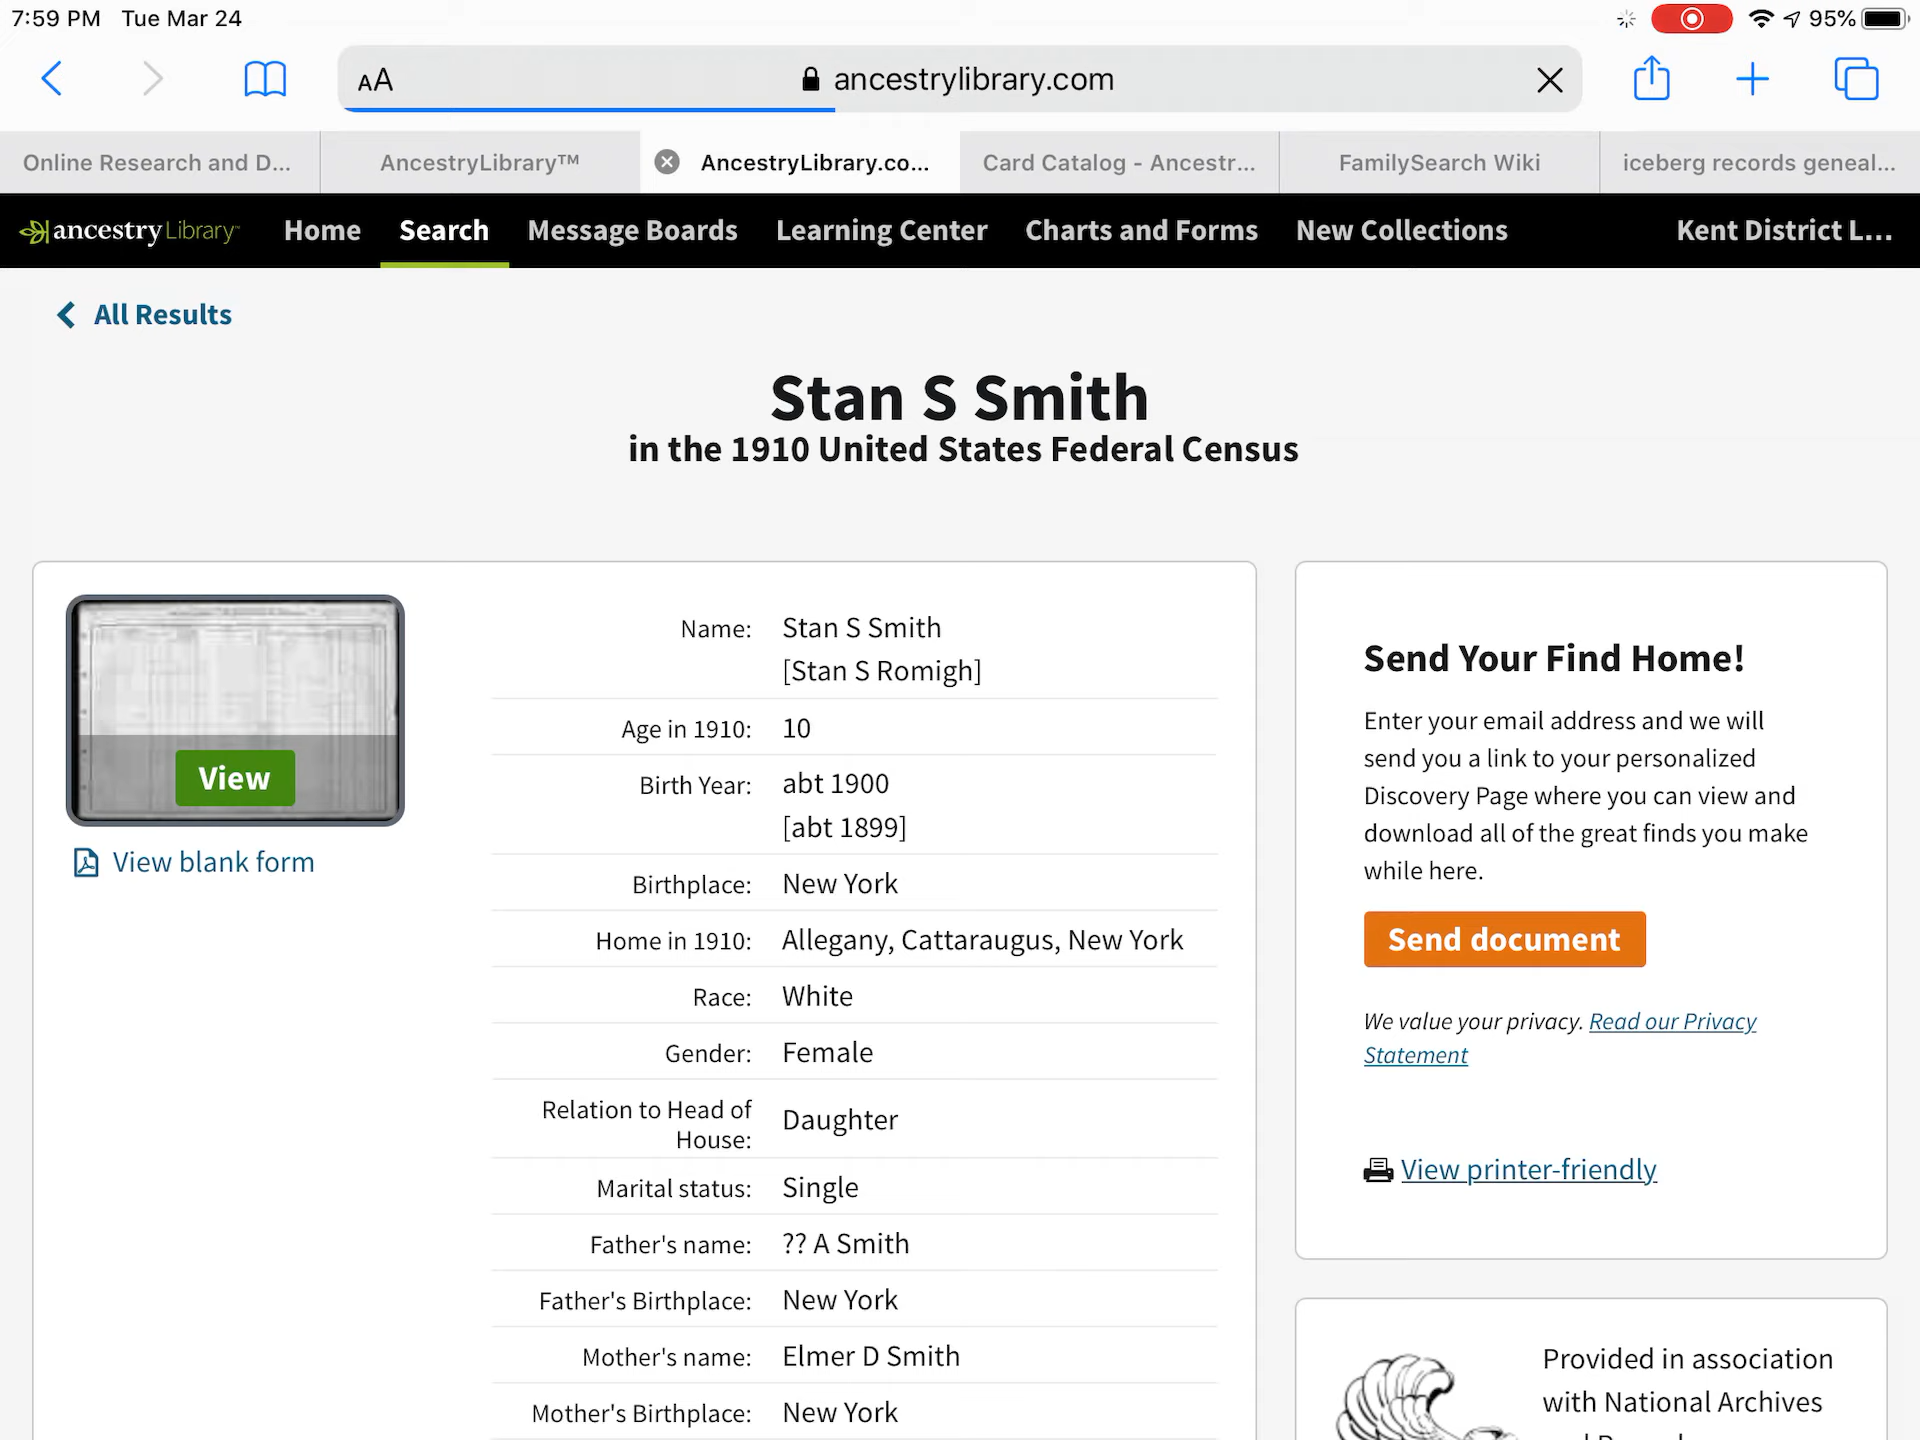 7:59 PM Tue Mar 24 95%
AA ancestrylibrary.com
Online Research and D... AncestryLibrary™ AncestryLibrary.co... Card Catalog - Ancestr... FamilySearch Wiki iceberg records geneal...
ancestryLibrary™ Home Search Message Boards Learning Center Charts and Forms New Collections Kent District L...
All Results
Stan S Smith
in the 1910 United States Federal Census
View
View blank form
Name: Stan S Smith
[Stan S Romigh]
Age in 1910: 10
Birth Year: abt 1900
[abt 1899]
Birthplace: New York
Home in 1910: Allegany, Cattaraugus, New York
Race: White
Gender: Female
Relation to Head of
House: Daughter
Marital status: Single
Father's name: ?? A Smith
Father's Birthplace: New York
Mother's name: Elmer D Smith
Mother's Birthplace: New York
Send Your Find Home!
Enter your email address and we will
send you a link to your personalized
Discovery Page where you can view and
download all of the great finds you make
while here.
Send document
We value your privacy. Read our Privacy
Statement
View printer-friendly
Provided in association
with National Archives